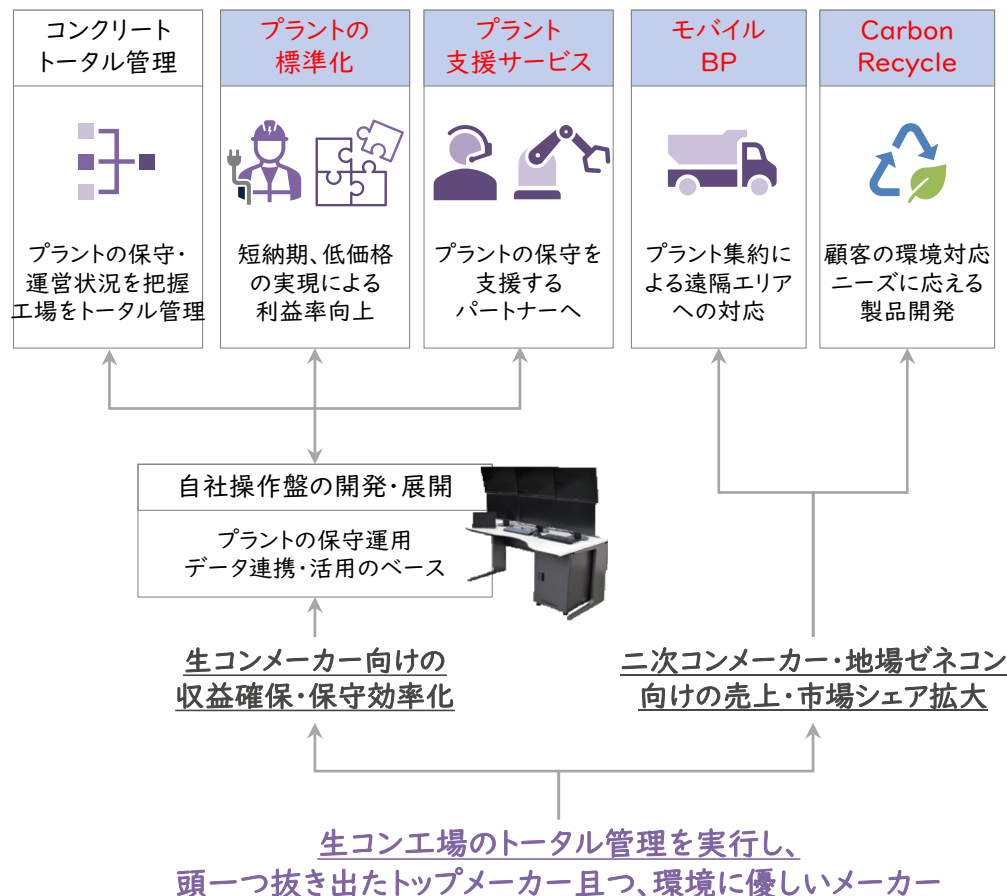 コンクリート
トータル管理
プラントの保守・
運営状況を把握
工場をトータル管理
プラントの
標準化
短納期、低価格
の実現による
利益率向上
プラント
支援サービス
プラントの保守を
支援する
パートナーへ
モバイル
BP
プラント集約に
よる遠隔エリア
への対応
Carbon
Recycle
顧客の環境対応
ニーズに応える
製品開発
自社操作盤の開発・展開
プラントの保守運用
データ連携・活用のベース
生コンメーカー向けの
収益確保・保守効率化
二次コンメーカー・地場ゼネコン
向けの売上・市場シェア拡大
生コン工場のトータル管理を実行し、
頭一つ抜き出たトップメーカー且つ、環境に優しいメーカー